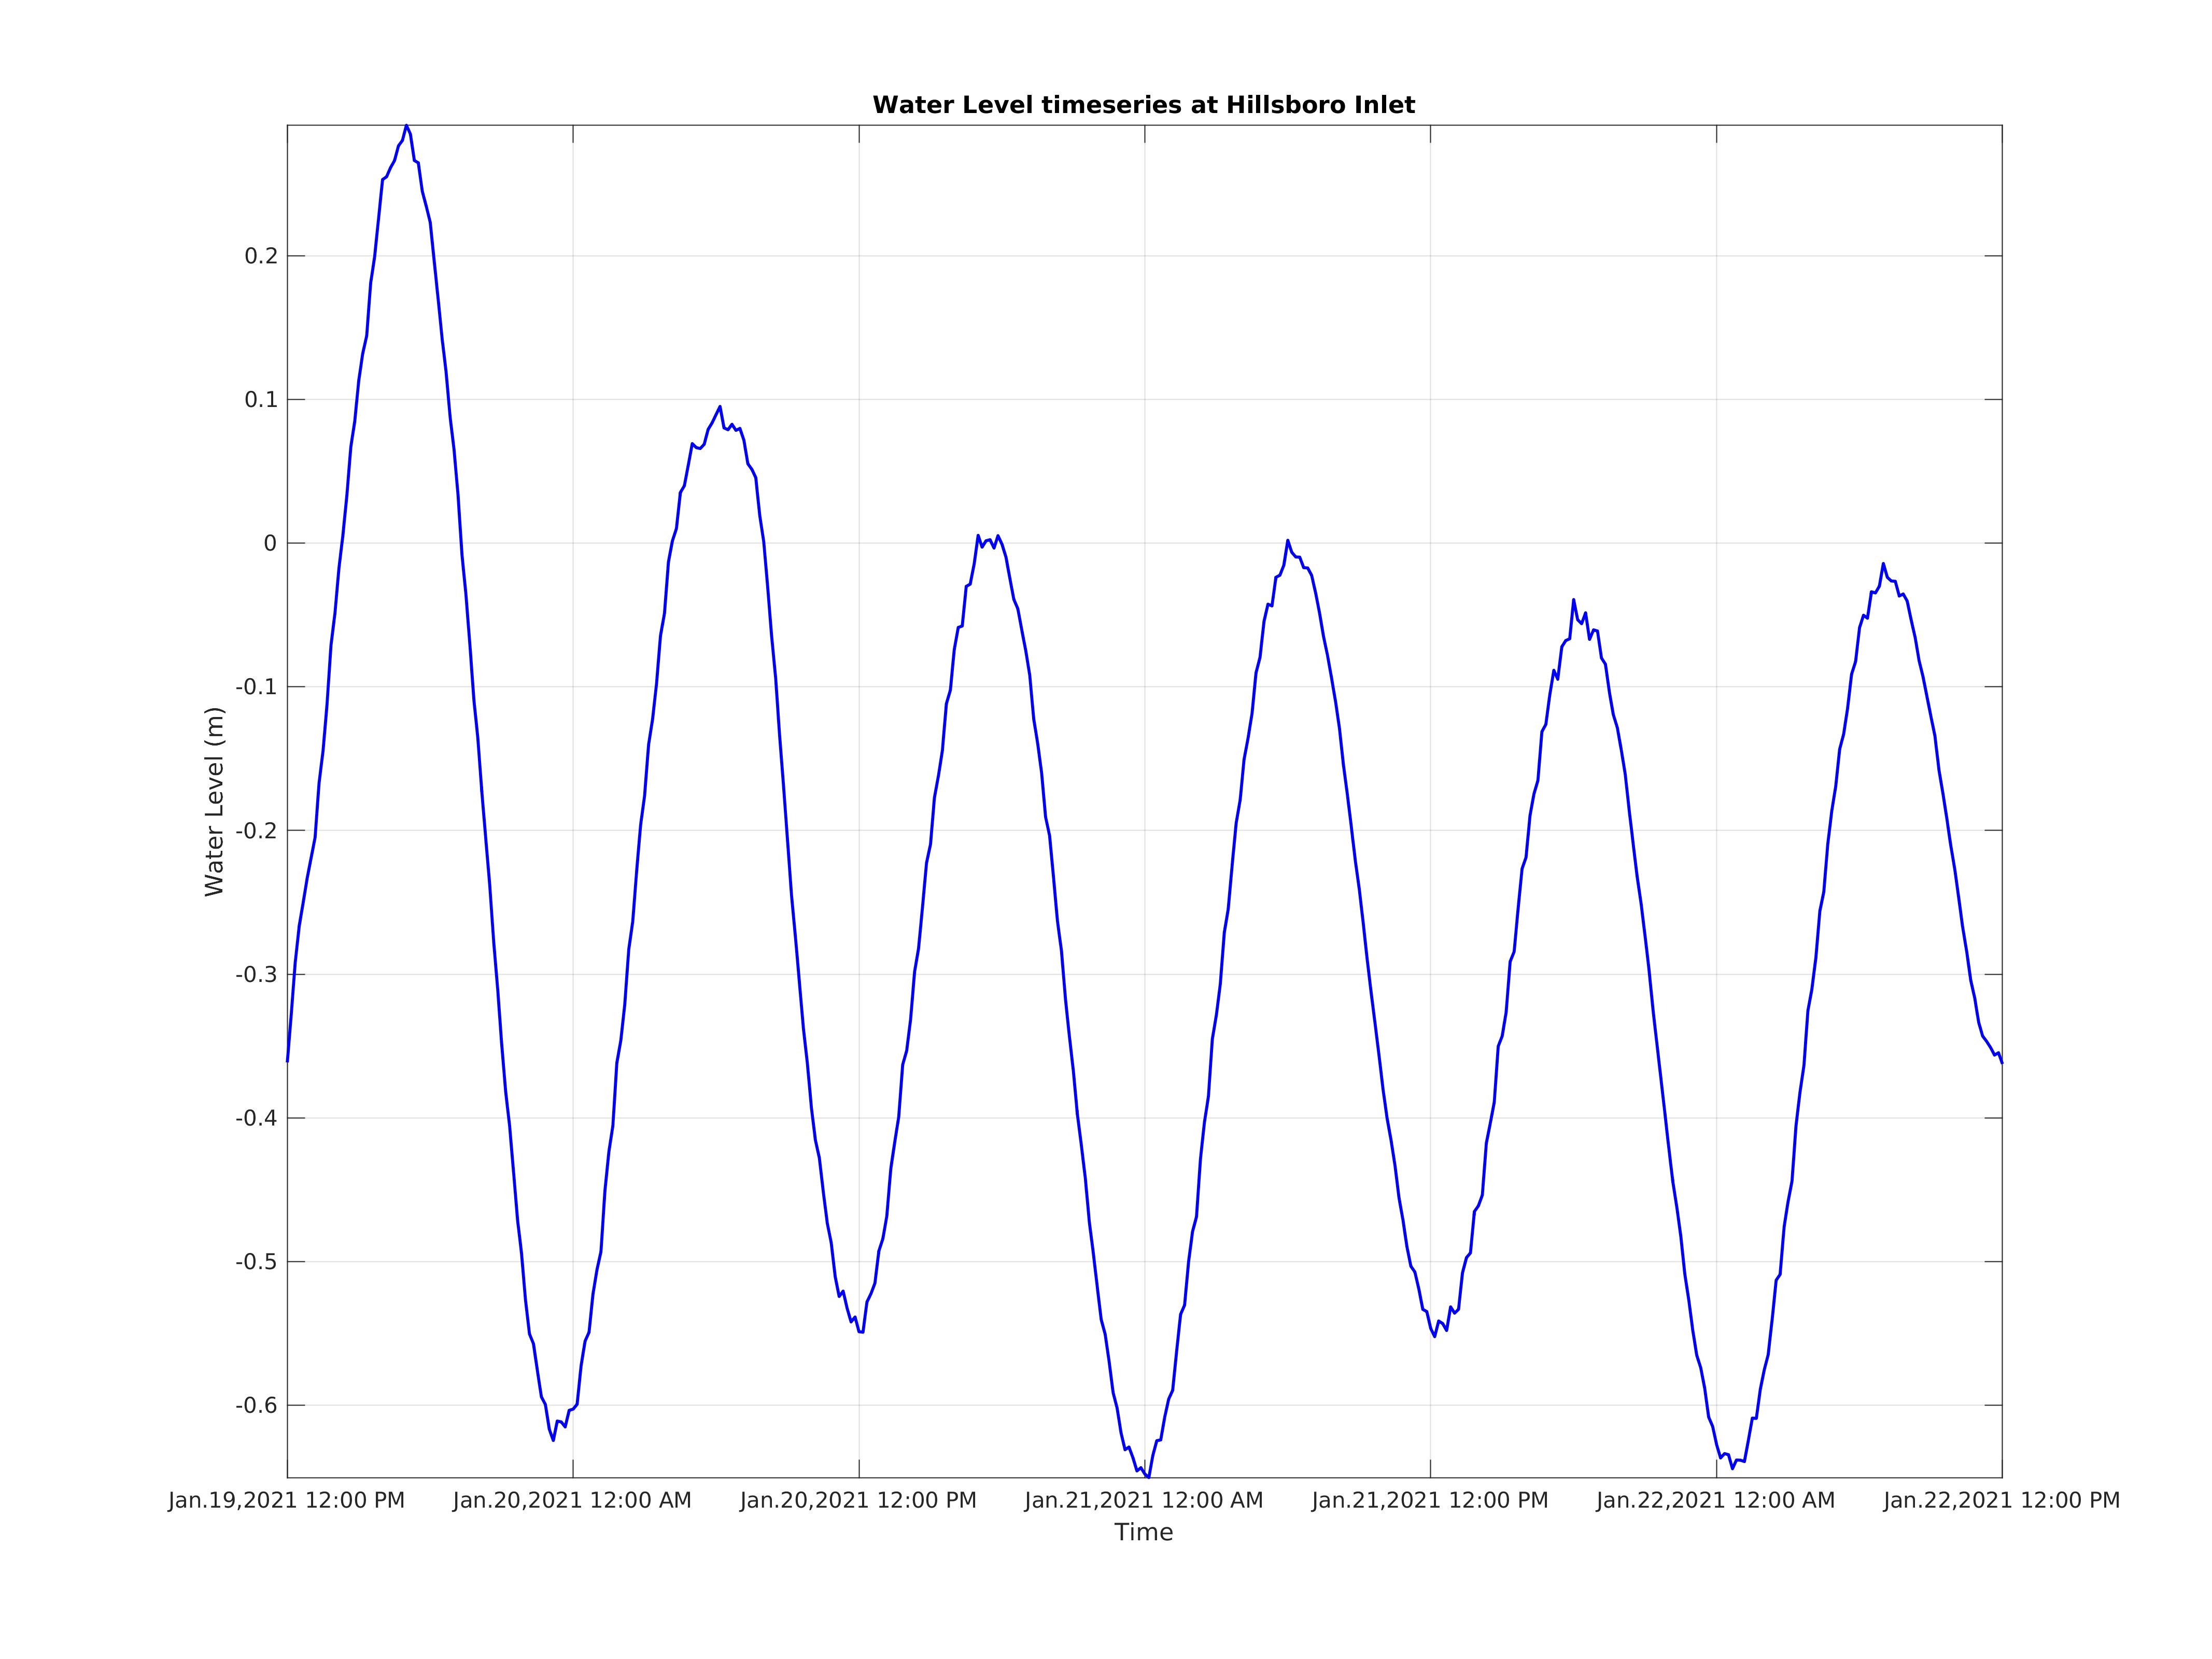 Water Level timeseries at Hillsboro Inlet
0.2
0.1
0
-0.1
-0.2
-0.3
-0.4
-0.5
-0.6
Water Level (m)
Jan.19,2021 12:00 PM Jan.20,2021 12:00 AM Jan.20,2021 12:00 PM Jan.21,2021 12:00 AM Jan.21,2021 12:00 PM Jan.22,2021 12:00 AM Jan.22,2021 12:00 PM
Time